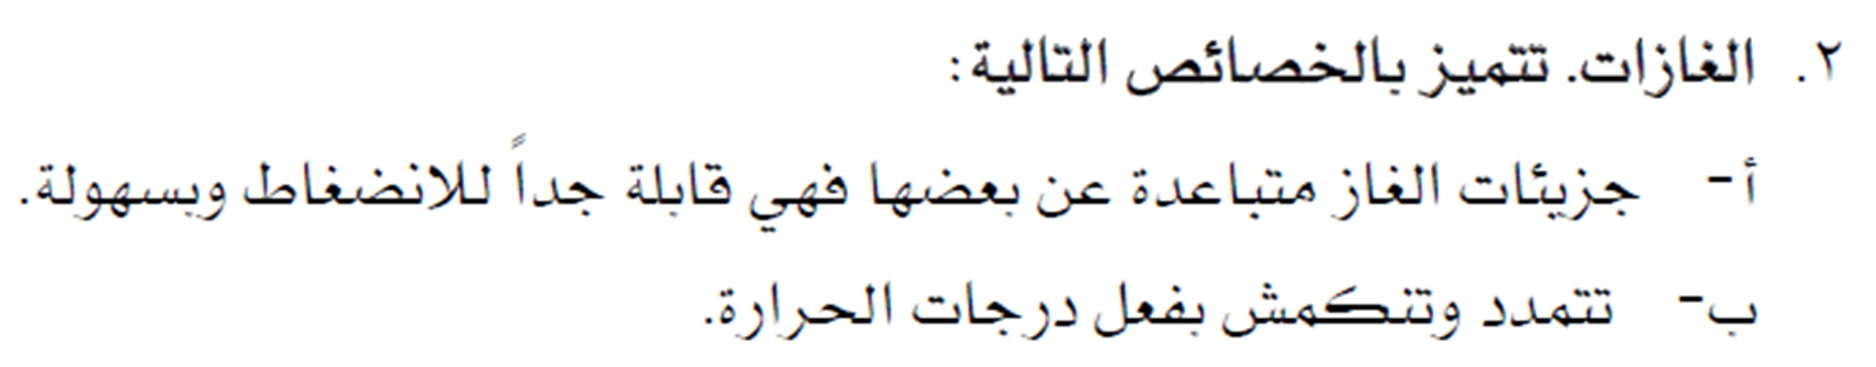 ٢. الغازات. تتميز بالخصائص التالية:
أ- جزيئات الغاز متباعدة عن بعضها فهي قابلة جداً للانضغاط وبسهولة.
ب- تتمدد وتنكمش بفعل درجات الحرارة.